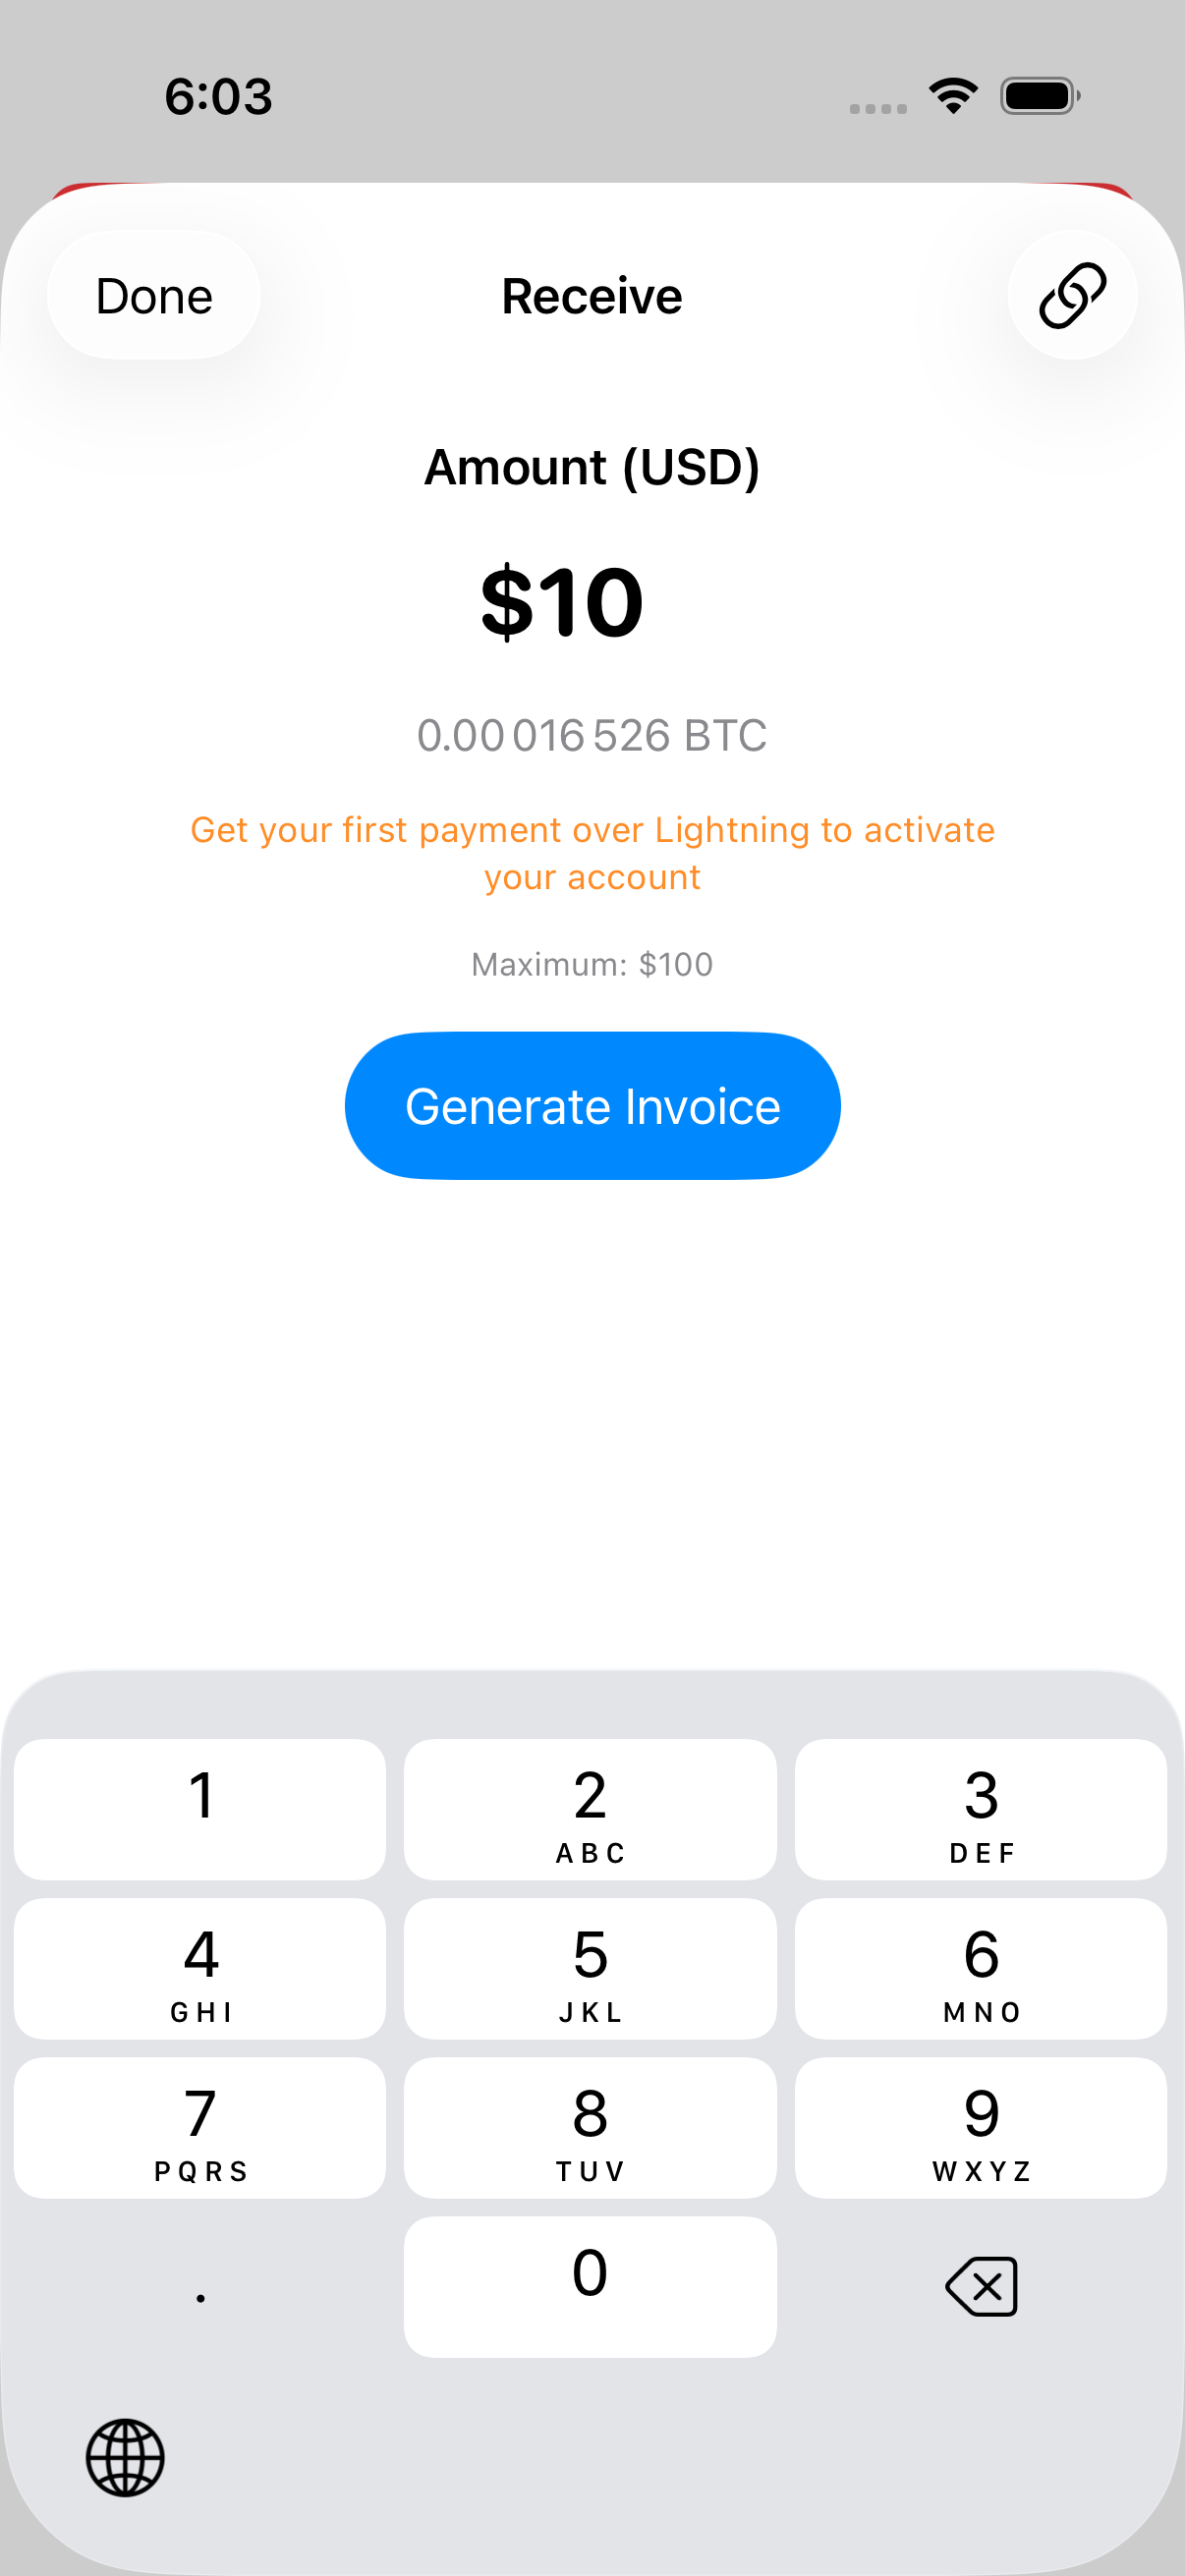 6:03
Done
Receive
Amount (USD)
$10
0.00 016 526 BTC
Get your first payment over Lightning to activate
your account
Maximum: $100
Generate Invoice
1
2
ABC
3
DEF
4
GHI
5
JKL
6
MNO
7
PQRS
8
TUV
9
WXYZ
.
0